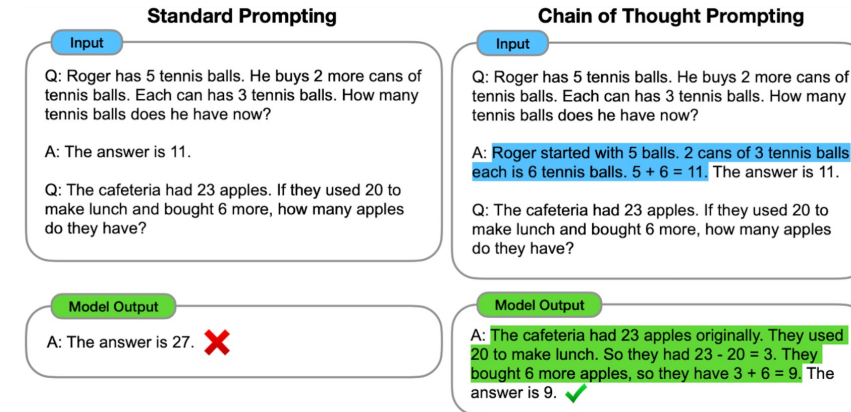 Standard Prompting
Input
Q: Roger has 5 tennis balls. He buys 2 more cans of
tennis balls. Each can has 3 tennis balls. How many
tennis balls does he have now?
A: The answer is 11.
Q: The cafeteria had 23 apples. If they used 20 to
make lunch and bought 6 more, how many apples
do they have?
Model Output
A: The answer is 27.
Chain of Thought Prompting
Input
Q: Roger has 5 tennis balls. He buys 2 more cans of
tennis balls. Each can has 3 tennis balls. How many
tennis balls does he have now?
A: Roger started with 5 balls. 2 cans of 3 tennis balls
each is 6 tennis balls. 5 + 6 = 11. The answer is 11.
Q: The cafeteria had 23 apples. If they used 20 to
make lunch and bought 6 more, how many apples
do they have?
Model Output
A: The cafeteria had 23 apples originally. They used
20 to make lunch. So they had 23 - 20 = 3. They
bought 6 more apples, so they have 3 + 6 = 9. The
answer is 9.